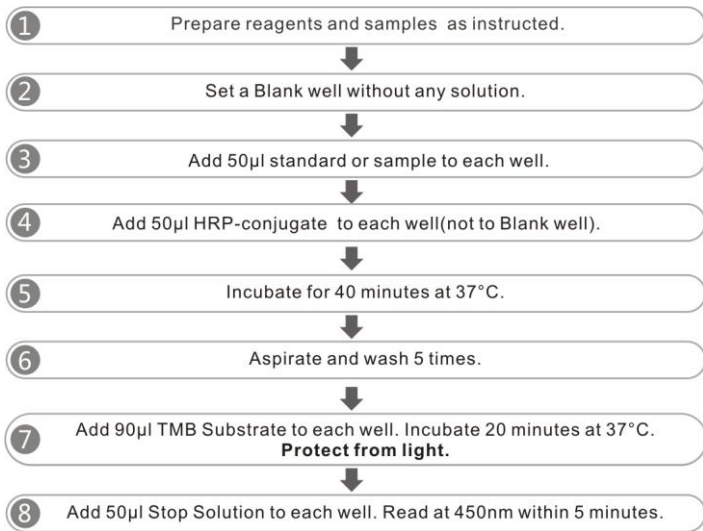 1 Prepare reagents and samples as instructed.
2 Set a Blank well without any solution.
3 Add 50μl standard or sample to each well.
4 Add 50μl HRP-conjugate to each well(not to Blank well).
5 Incubate for 40 minutes at 37°C.
6 Aspirate and wash 5 times.
7 Add 90μl TMB Substrate to each well. Incubate 20 minutes at 37°C.
Protect from light.
8 Add 50μl Stop Solution to each well. Read at 450nm within 5 minutes.